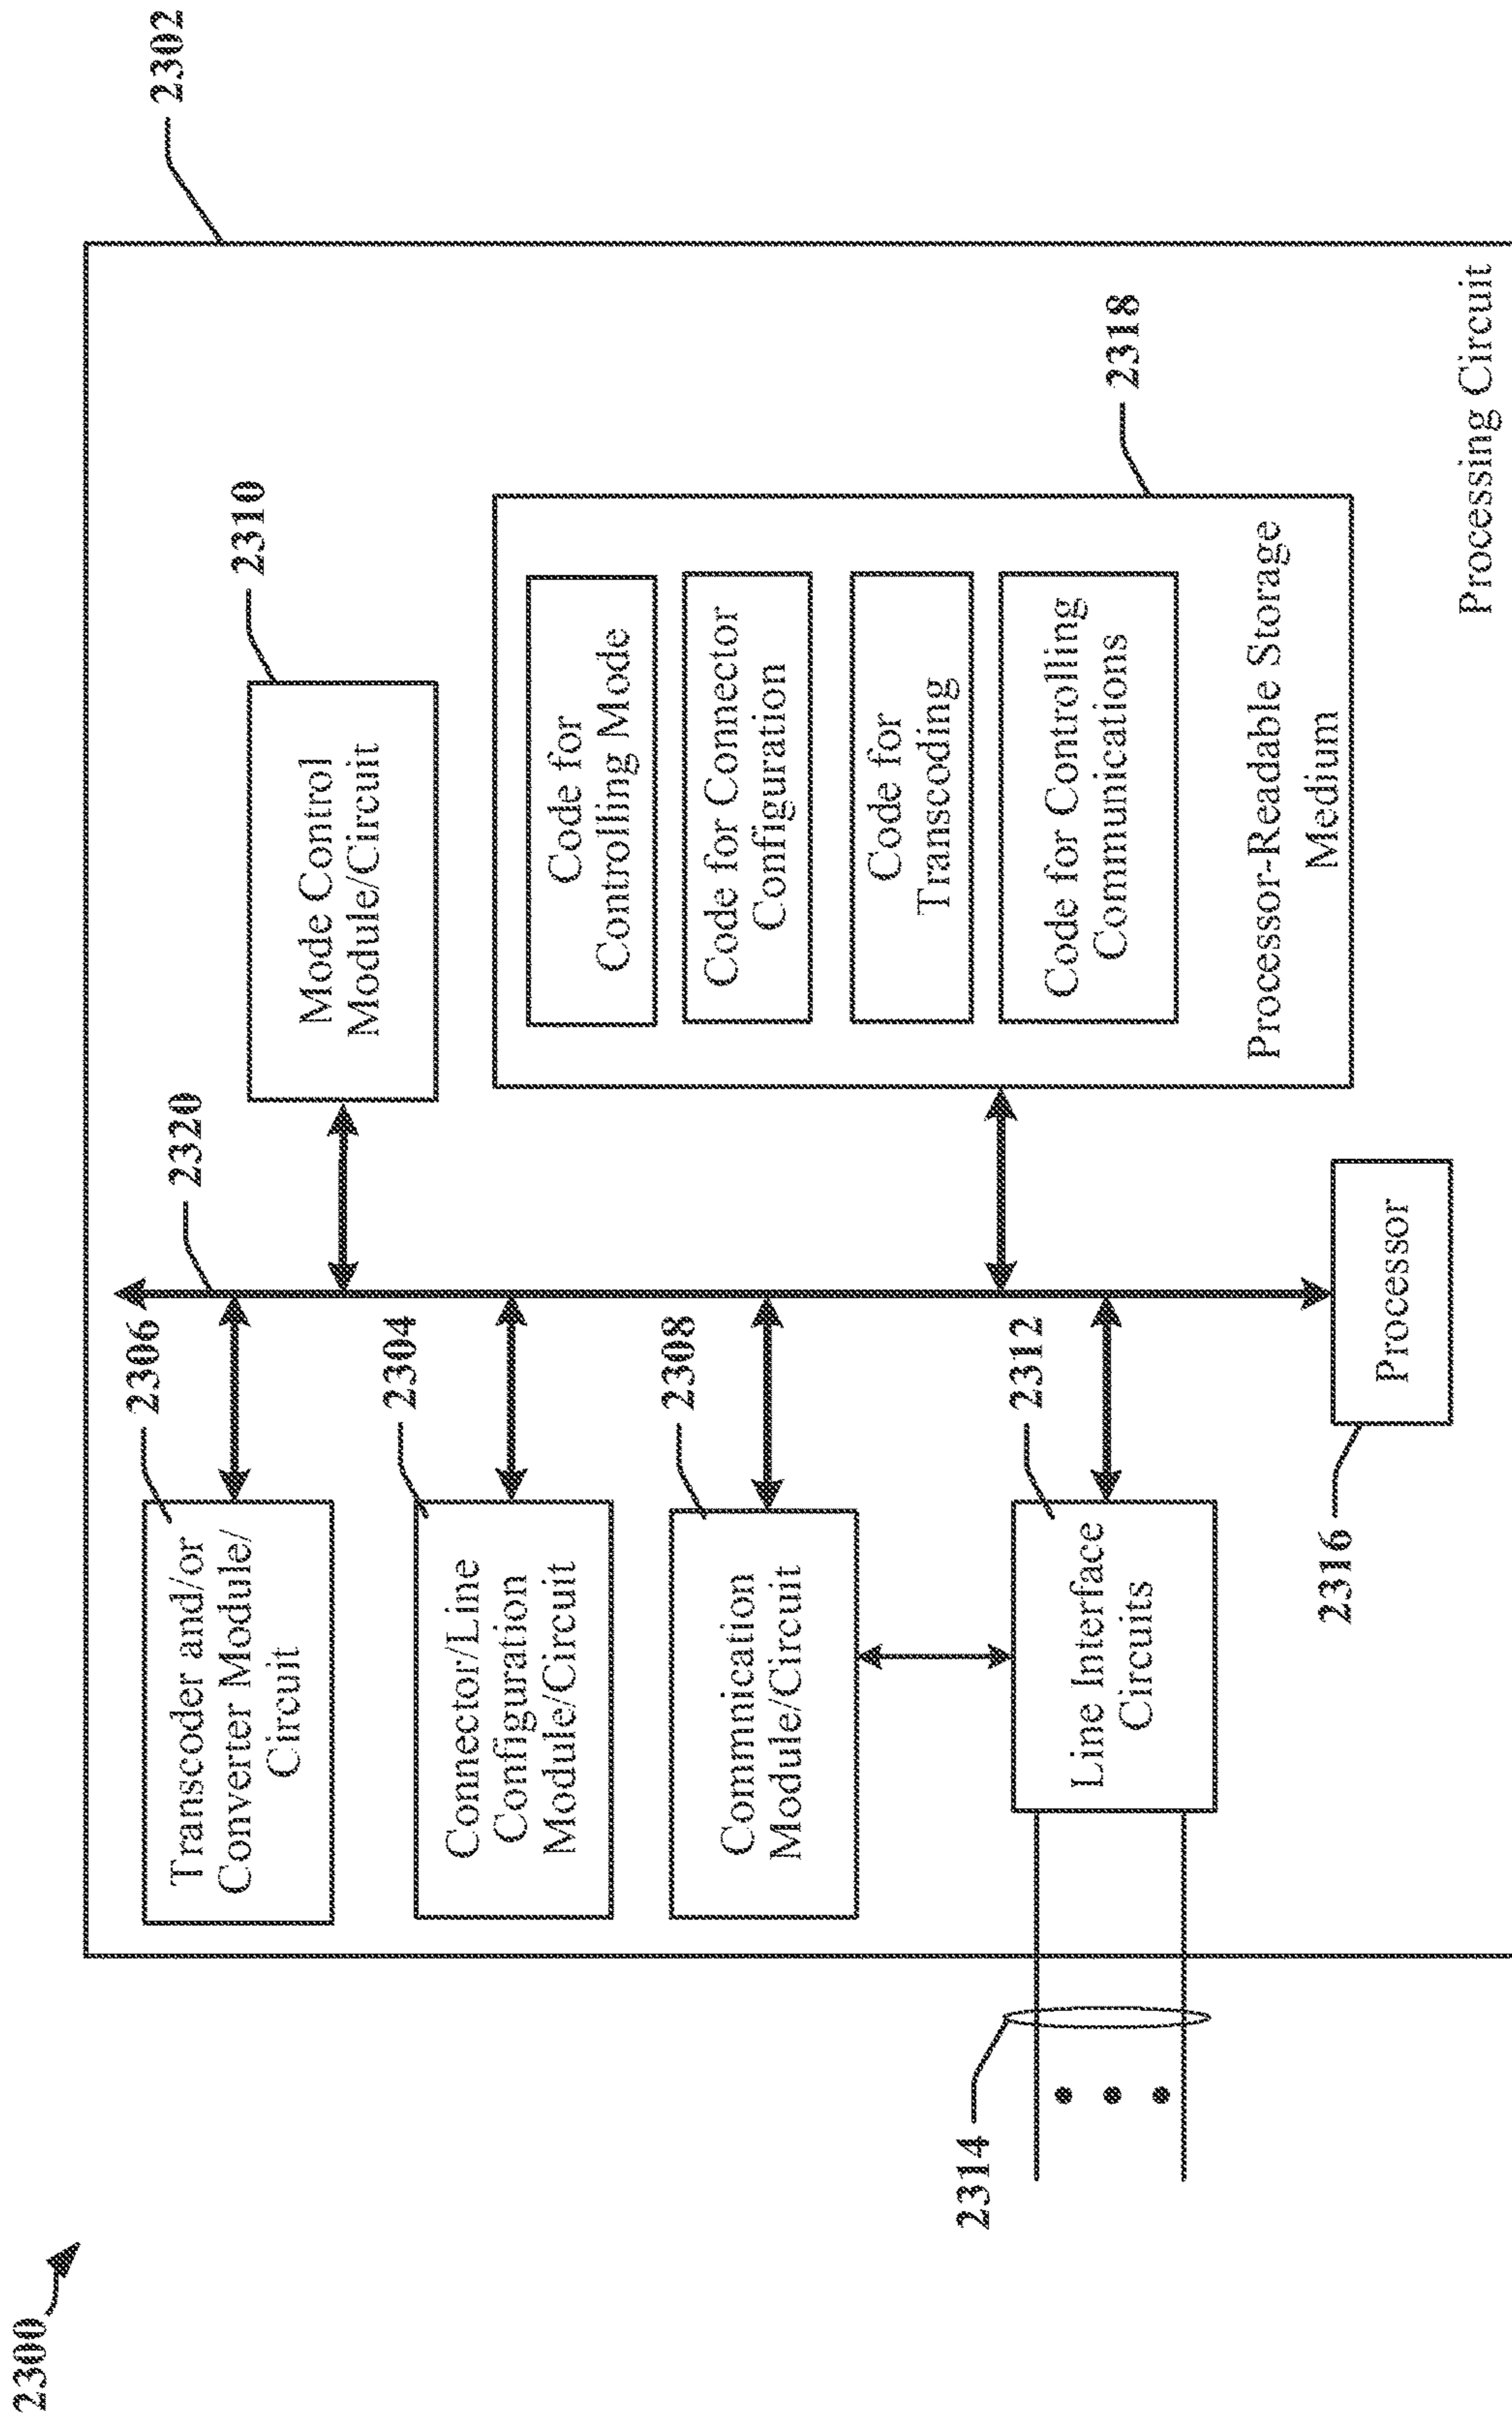 2300
2302
2306
2320
2310
Transcoder and/or
Converter Module/
Circuit
Mode Control
Module/Circuit
2304
Connector/Line
Configuration
Module/Circuit
2308
Commnication
Module/Circuit
2312
Line Interface
Circuits
2314
2316
Processor
2318
Code for
Controlling Mode
Code for Connector
Configuration
Code for
Transcoding
Code for Controlling
Communications
Processor-Readable Storage
Medium
Processing Circuit